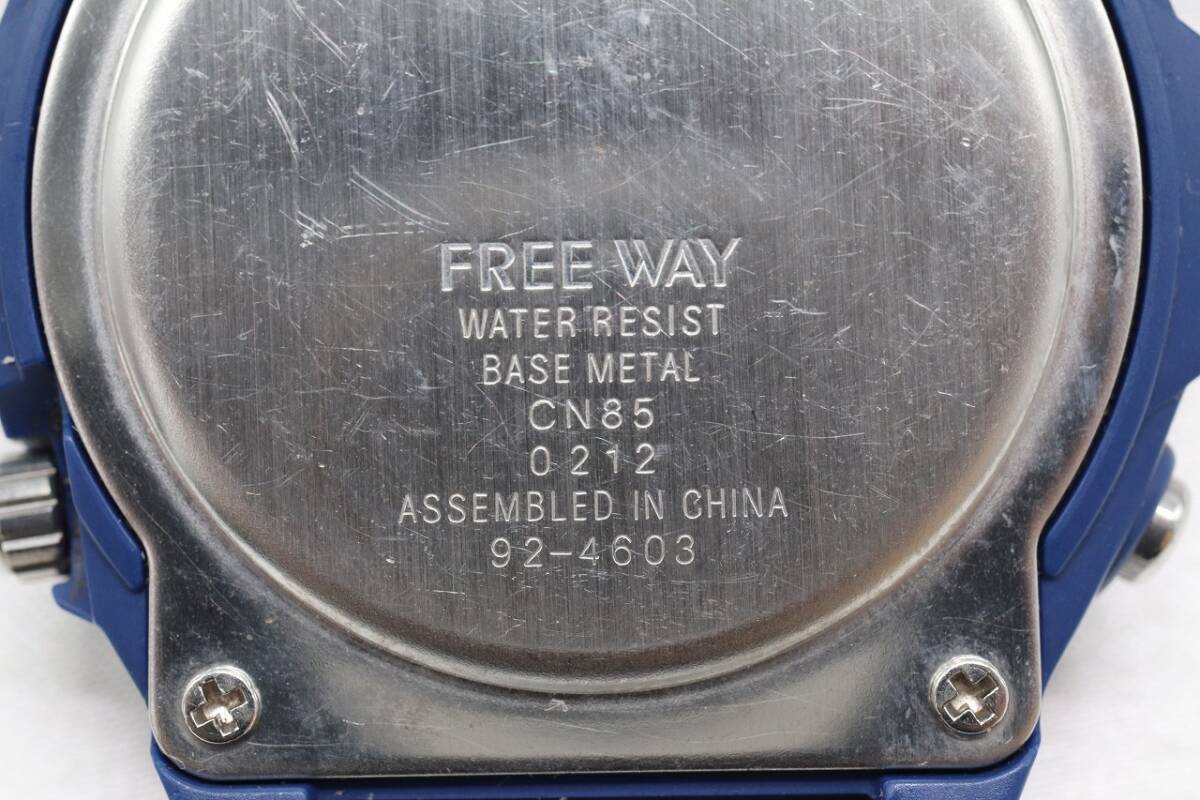 FREE WAY
WATER RESIST
BASE METAL
CN85
0212
ASSEMBLED IN CHINA
92-4603